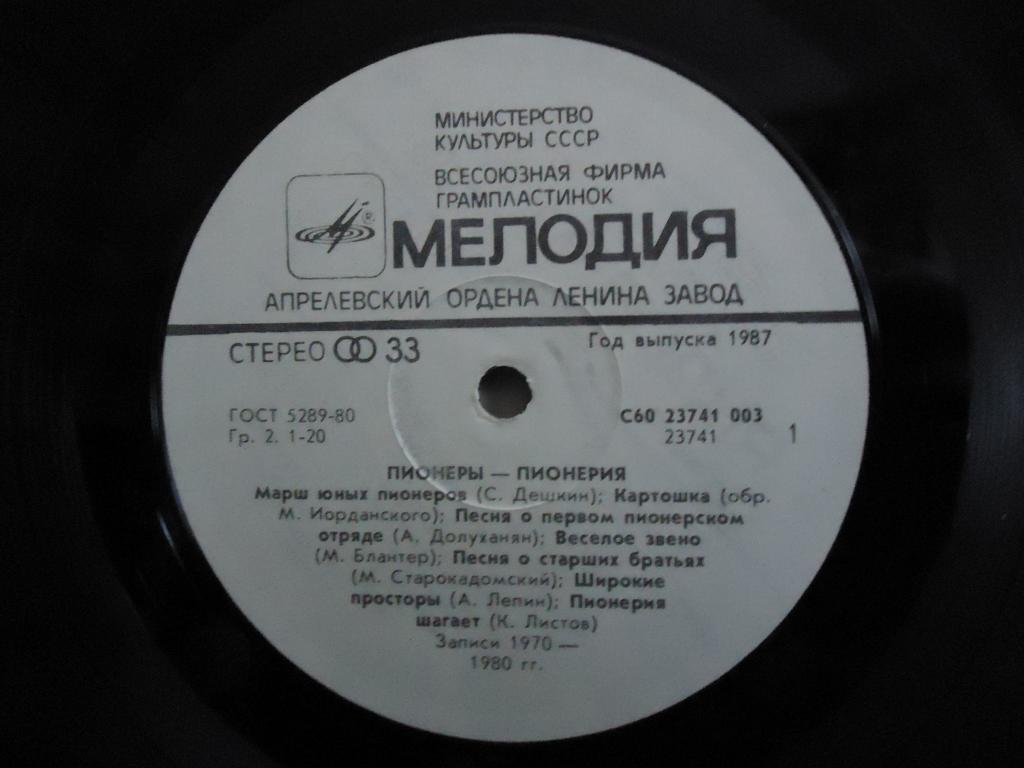 МИНИСТЕРСТВО
КУЛЬТУРЫ СССР
ВСЕСОЮЗНАЯ ФИРМА
ГРАМПЛАСТИНОК
®
МЕЛОДИЯ
АПРЕЛЕВСКИЙ ОРДЕНА ЛЕНИНА ЗАВОД
СТЕРЕО 33
Год выпуска 1987
ГОСТ 5289-80
Гр. 2. 1-20
С60 23741 003
23741 1
ПИОНЕРЫ — ПИОНЕРИЯ
Марш юных пионеров (С. Дешкин); Картошка (обр.
М. Иорданского); Песня о первом пионерском
отряде (А. Долуханян); Веселое звено
(М. Блантер); Песня о старших братьях
(М. Старокадомский); Широкие
просторы (А. Лепин); Пионерия
шагает (К. Листов)
Записи 1970 —
1980 гг.